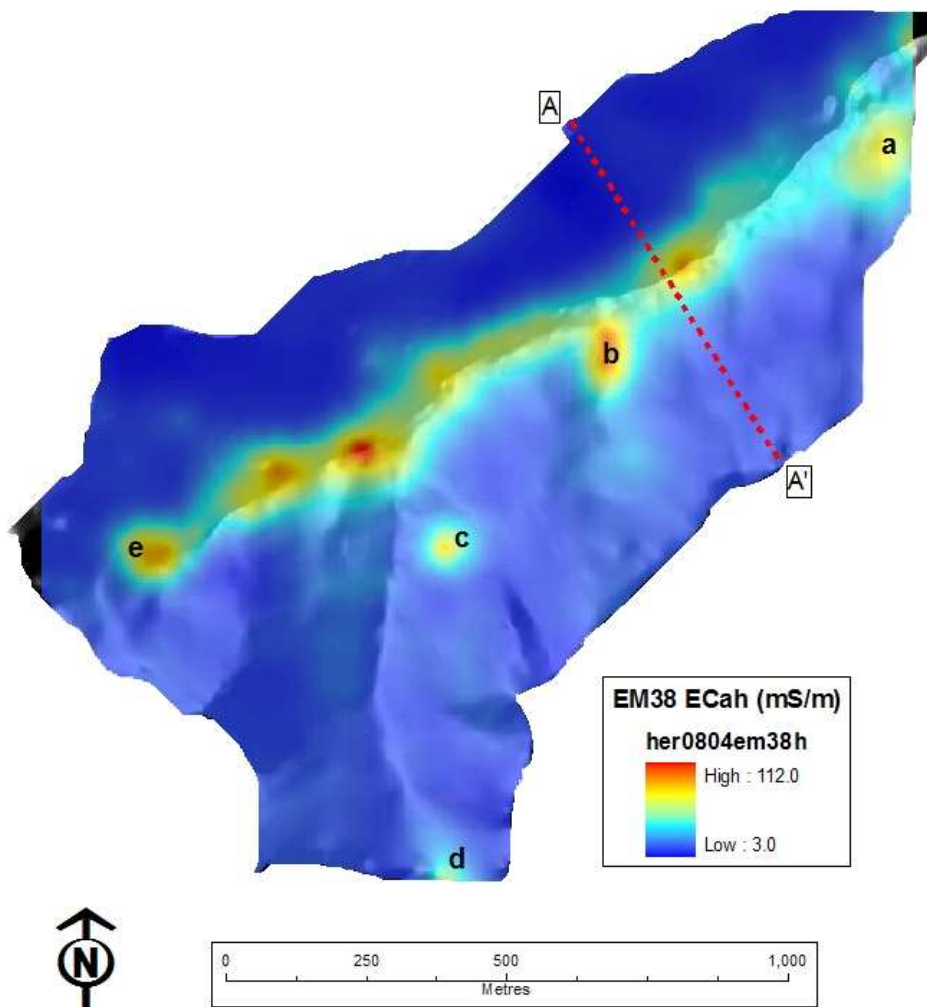 A
a
b
A'
c
e
EM38 ECah (mS/m)
her0804em38h
High : 112.0
Low : 3.0
d
N
0 250 500 1,000
Metres